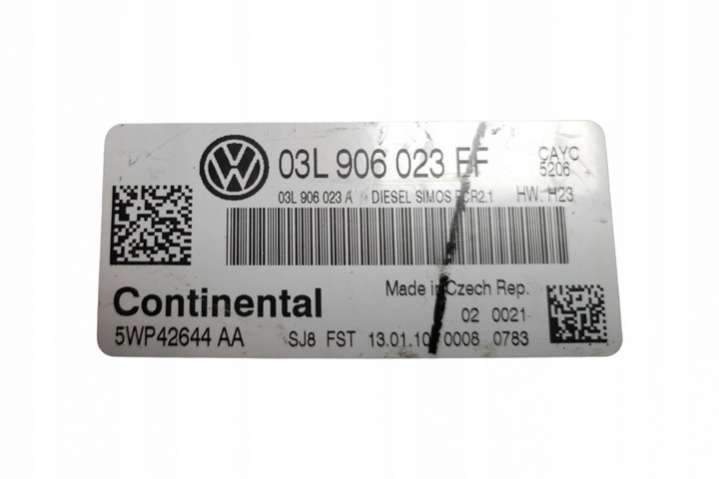 03L 906 023 FF CAYC
5206
03L 906 023 A DIESEL SIMOS PCR2.1 HW: H23
Made in Czech Rep.
Continental
02 0021
5WP42644 AA SJ8 FST 13.01.10 0008 0783